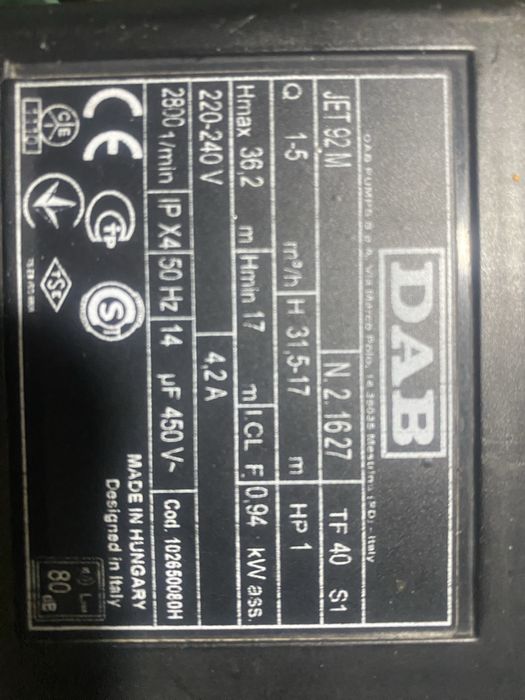 DAB
DAB PUMPS S.p.A. Via Marco Polo, 14 35035 Mestrino (PD) - Italy
JET 92 M N. 2.1627 TF 40 S1
Q 1-5 m³/h H 31,5-17 m HP 1
Hmax 36,2 m Hmin 17 m I.CL F 0,94 kW ass.
220-240 V 4,2 A
2800 1/min IP X4 50 Hz 14 µF 450 V~ Cod. 102650080H
CE
MADE IN HUNGARY
Designed in Italy
80 dB